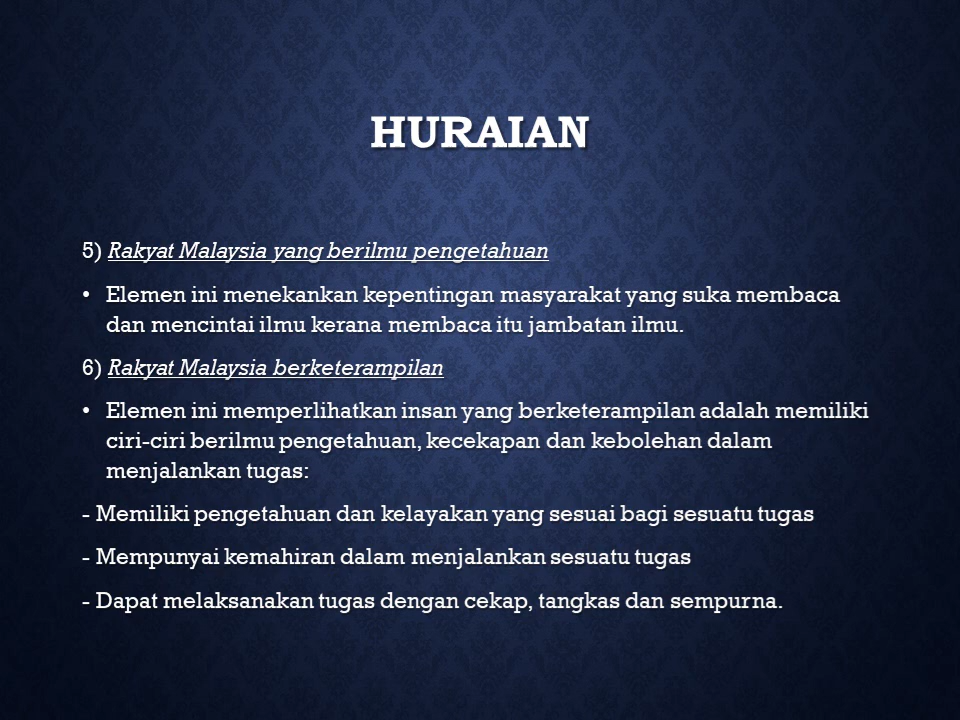 HURAIAN
5) Rakyat Malaysia yang berilmu pengetahuan
• Elemen ini menekankan kepentingan masyarakat yang suka membaca
dan mencintai ilmu kerana membaca itu jambatan ilmu.
6) Rakyat Malaysia berketerampilan
• Elemen ini memperlihatkan insan yang berketerampilan adalah memiliki
ciri-ciri berilmu pengetahuan, kecekapan dan kebolehan dalam
menjalankan tugas:
- Memiliki pengetahuan dan kelayakan yang sesuai bagi sesuatu tugas
- Mempunyai kemahiran dalam menjalankan sesuatu tugas
- Dapat melaksanakan tugas dengan cekap, tangkas dan sempurna.